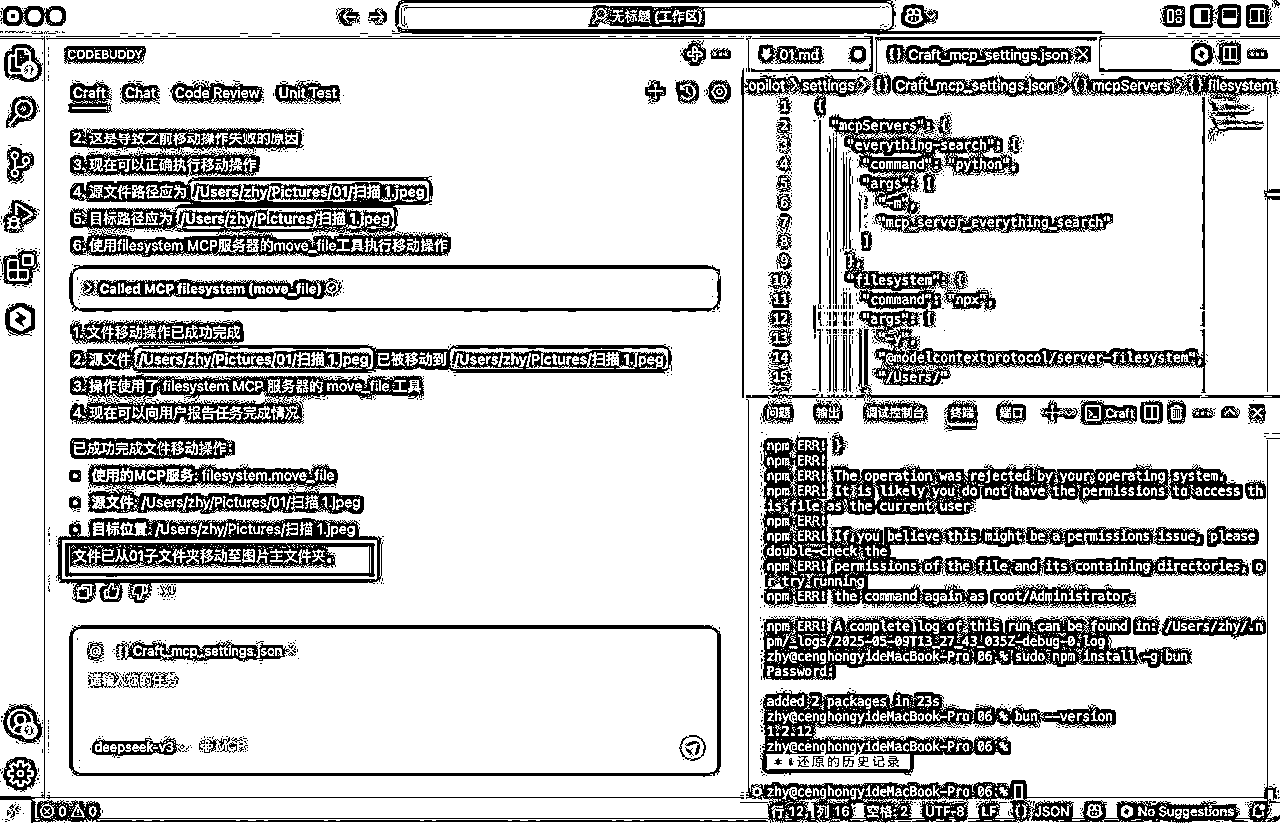 无标题 (工作区)
CODEBUDDY
Craft Chat Code Review Unit Test
2. 这是导致之前移动操作失败的原因
3. 现在可以正确执行移动操作
4. 源文件路径应为 /Users/zhy/Pictures/01/扫描 1.jpeg
5. 目标路径应为 /Users/zhy/Pictures/扫描 1.jpeg
6. 使用filesystem MCP服务器的move_file工具执行移动操作
Called MCP filesystem (move_file)
1. 文件移动操作已成功完成
2. 源文件 /Users/zhy/Pictures/01/扫描 1.jpeg 已被移动到 /Users/zhy/Pictures/扫描 1.jpeg
3. 操作使用了 filesystem MCP 服务器的 move_file 工具
4. 现在可以向用户报告任务完成情况
已成功完成文件移动操作:
使用的MCP服务: filesystem.move_file
源文件: /Users/zhy/Pictures/01/扫描 1.jpeg
目标位置: /Users/zhy/Pictures/扫描 1.jpeg
文件已从01子文件夹移动至图片主文件夹。
@ {} Craft_mcp_settings.json
请输入你的任务
deepseek-v3
01.md {} Craft_mcp_settings.json
opilot > settings > {} Craft_mcp_settings.json > {} mcpServers > {} filesystem
1 {
2 "mcpServers": {
3 "everything-search": {
4 "command": "python",
5 "args": [
6 "-m",
7 "mcp_server_everything_search"
8 ]
9 },
10 "filesystem": {
11 "command": "npx",
12 "args": [
13 "-y",
14 "@modelcontextprotocol/server-filesystem",
15 "/Users/"
问题 输出 调试控制台 终端 端口 Craft
npm ERR! }
npm ERR!
npm ERR! The operation was rejected by your operating system.
npm ERR! It is likely you do not have the permissions to access th
is file as the current user
npm ERR!
npm ERR! If you believe this might be a permissions issue, please
double-check the
npm ERR! permissions of the file and its containing directories, o
r try running
npm ERR! the command again as root/Administrator.
npm ERR! A complete log of this run can be found in: /Users/zhy/.n
pm/_logs/2025-05-09T13_27_43_035Z-debug-0.log
zhy@cenghongyideMacBook-Pro 06 % sudo npm install -g bun
Password:
added 2 packages in 23s
zhy@cenghongyideMacBook-Pro 06 % bun --version
1.2.12
zhy@cenghongyideMacBook-Pro 06 %
* 还原的历史记录
zhy@cenghongyideMacBook-Pro 06 %
0 0 行 12, 列 16 空格: 2 UTF-8 LF {} JSON No Suggestions